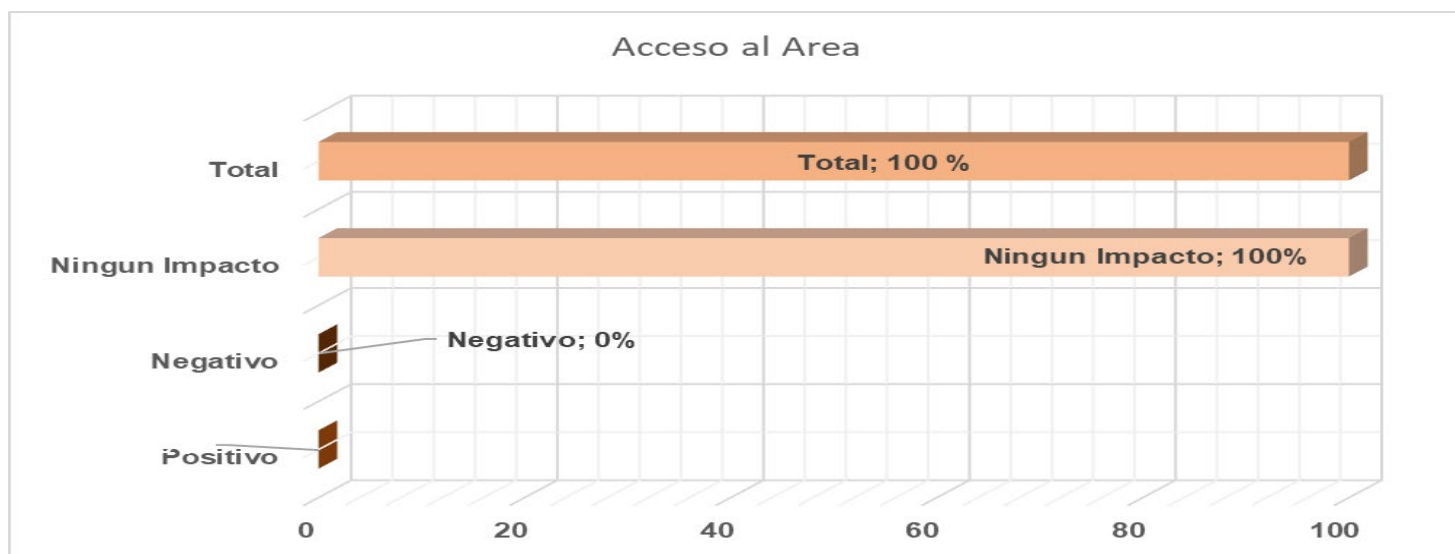 Acceso al Area
Total
Total; 100 %
Ningun Impacto
Ningun Impacto; 100%
Negativo
Negativo; 0%
Positivo
0 20 40 60 80 100